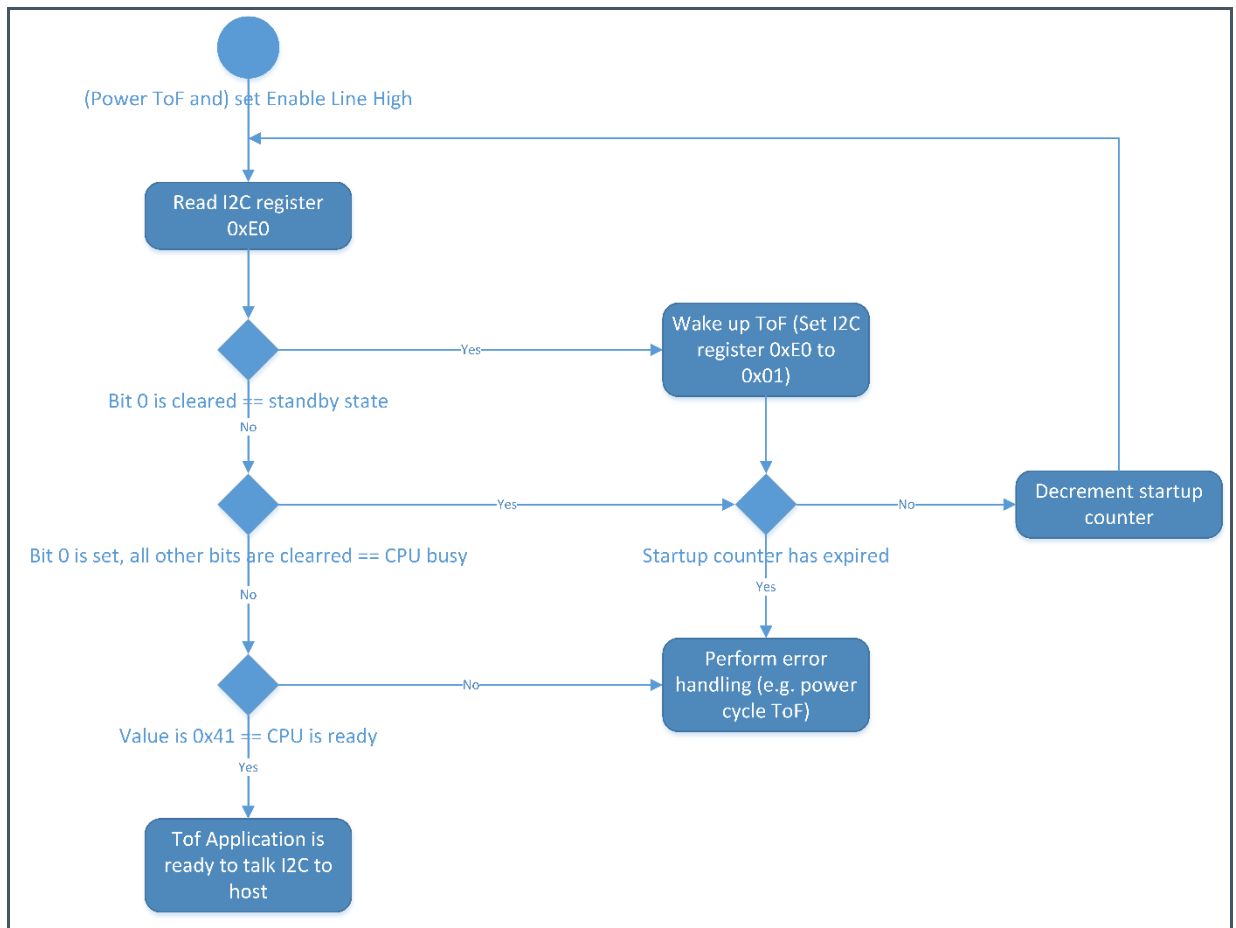 (Power ToF and) set Enable Line High
Read I2C register
0xE0
Yes
Wake up ToF (Set I2C
register 0xE0 to
0x01)
Bit 0 is cleared == standby state
No
Yes
No
Decrement startup
counter
Bit 0 is set, all other bits are clearred == CPU busy
Startup counter has expired
No
Yes
No
Perform error
handling (e.g. power
cycle ToF)
Value is 0x41 == CPU is ready
Yes
Tof Application is
ready to talk I2C to
host